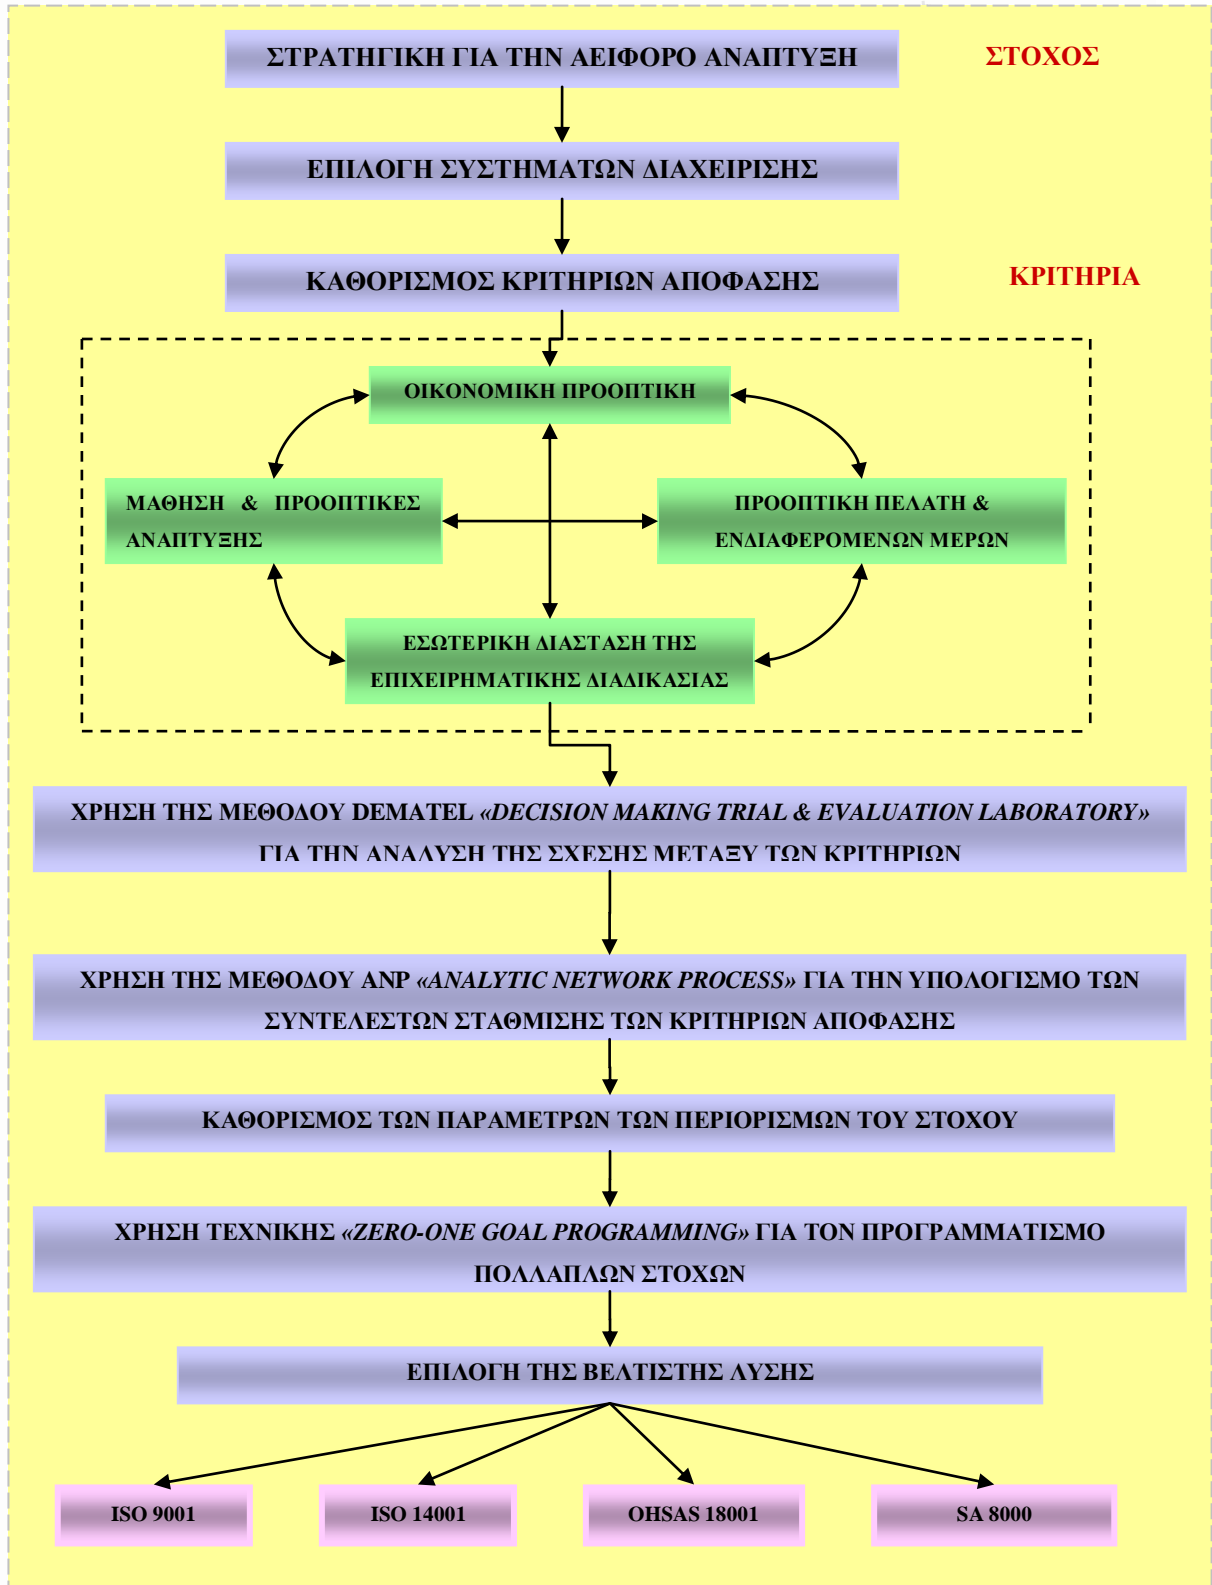 ΣΤΡΑΤΗΓΙΚΗ ΓΙΑ ΤΗΝ ΑΕΙΦΟΡΟ ΑΝΑΠΤΥΞΗ
ΣΤΟΧΟΣ
ΕΠΙΛΟΓΗ ΣΥΣΤΗΜΑΤΩΝ ΔΙΑΧΕΙΡΙΣΗΣ
ΚΑΘΟΡΙΣΜΟΣ ΚΡΙΤΗΡΙΩΝ ΑΠΟΦΑΣΗΣ
ΚΡΙΤΗΡΙΑ
ΟΙΚΟΝΟΜΙΚΗ ΠΡΟΟΠΤΙΚΗ
ΜΑΘΗΣΗ & ΠΡΟΟΠΤΙΚΕΣ
ΑΝΑΠΤΥΞΗΣ
ΠΡΟΟΠΤΙΚΗ ΠΕΛΑΤΗ &
ΕΝΔΙΑΦΕΡΟΜΕΝΩΝ ΜΕΡΩΝ
ΕΣΩΤΕΡΙΚΗ ΔΙΑΣΤΑΣΗ ΤΗΣ
ΕΠΙΧΕΙΡΗΜΑΤΙΚΗΣ ΔΙΑΔΙΚΑΣΙΑΣ
ΧΡΗΣΗ ΤΗΣ ΜΕΘΟΔΟΥ DEMATEL «DECISION MAKING TRIAL & EVALUATION LABORATORY»
ΓΙΑ ΤΗΝ ΑΝΑΛΥΣΗ ΤΗΣ ΣΧΕΣΗΣ ΜΕΤΑΞΥ ΤΩΝ ΚΡΙΤΗΡΙΩΝ
ΧΡΗΣΗ ΤΗΣ ΜΕΘΟΔΟΥ ANP «ANALYTIC NETWORK PROCESS» ΓΙΑ ΤΗΝ ΥΠΟΛΟΓΙΣΜΟ ΤΩΝ
ΣΥΝΤΕΛΕΣΤΩΝ ΣΤΑΘΜΙΣΗΣ ΤΩΝ ΚΡΙΤΗΡΙΩΝ ΑΠΟΦΑΣΗΣ
ΚΑΘΟΡΙΣΜΟΣ ΤΩΝ ΠΑΡΑΜΕΤΡΩΝ ΤΩΝ ΠΕΡΙΟΡΙΣΜΩΝ ΤΟΥ ΣΤΟΧΟΥ
ΧΡΗΣΗ ΤΕΧΝΙΚΗΣ «ZERO-ONE GOAL PROGRAMMING» ΓΙΑ ΤΟΝ ΠΡΟΓΡΑΜΜΑΤΙΣΜΟ
ΠΟΛΛΑΠΛΩΝ ΣΤΟΧΩΝ
ΕΠΙΛΟΓΗ ΤΗΣ ΒΕΛΤΙΣΤΗΣ ΛΥΣΗΣ
ISO 9001
ISO 14001
OHSAS 18001
SA 8000